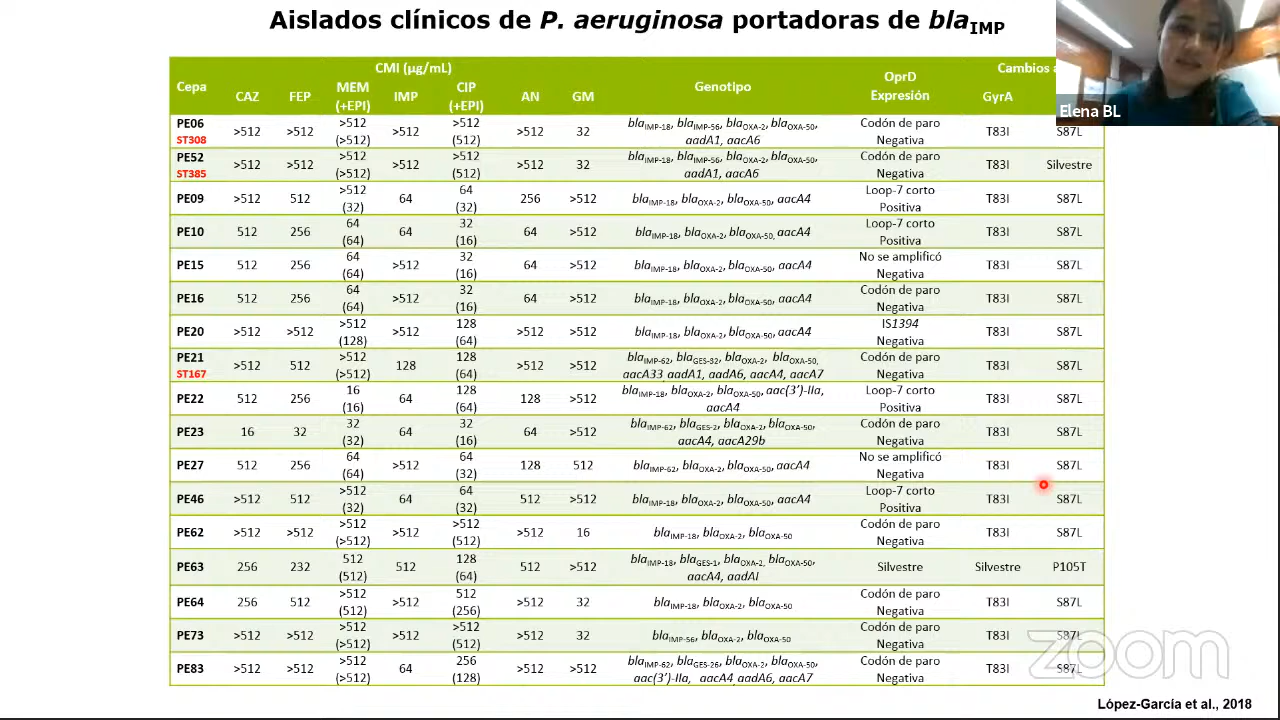 Aislados clínicos de P. aeruginosa portadoras de blaIMP
Cepa CMI (µg/mL) Genotipo OprD Expresión Cambios a
CAZ FEP MEM (+EPI) IMP CIP (+EPI) AN GM GyrA
PE06 ST308 >512 >512 >512 (>512) >512 >512 (512) >512 32 blaIMP-18, blaIMP-56, blaOXA-2, blaOXA-50, aadA1, aacA6 Codón de paro Negativa T83I S87L
PE52 ST385 >512 >512 >512 (>512) >512 >512 (512) >512 32 blaIMP-18, blaIMP-56, blaOXA-2, blaOXA-50, aadA1, aacA6 Codón de paro Negativa T83I Silvestre
PE09 >512 512 >512 (32) 64 64 (32) 256 >512 blaIMP-18, blaOXA-2, blaOXA-50, aacA4 Loop-7 corto Positiva T83I S87L
PE10 512 256 64 (64) 64 32 (16) 64 >512 blaIMP-18, blaOXA-2, blaOXA-50, aacA4 Loop-7 corto Positiva T83I S87L
PE15 512 256 64 (64) >512 32 (16) 64 >512 blaIMP-18, blaOXA-2, blaOXA-50, aacA4 No se amplificó Negativa T83I S87L
PE16 512 256 64 (64) >512 32 (16) 64 >512 blaIMP-18, blaOXA-2, blaOXA-50, aacA4 Codón de paro Negativa T83I S87L
PE20 >512 >512 >512 (128) >512 128 (64) >512 >512 blaIMP-18, blaOXA-2, blaOXA-50, aacA4 IS1394 Negativa T83I S87L
PE21 ST167 >512 512 >512 (>512) 128 128 (64) >512 >512 blaIMP-62, blaGES-32, blaOXA-2, blaOXA-50, aacA33, aadA1, aadA6, aacA4, aacA7 Codón de paro Negativa T83I S87L
PE22 512 256 16 (16) 64 128 (64) 128 >512 blaIMP-18, blaOXA-2, blaOXA-50, aac(3’)-IIa, aacA4 Loop-7 corto Positiva T83I S87L
PE23 16 32 32 (32) 64 32 (16) 64 >512 blaIMP-62, blaGES-2, blaOXA-2, blaOXA-50, aacA4, aacA29b Codón de paro Negativa T83I S87L
PE27 512 256 64 (64) >512 64 (32) 128 512 blaIMP-62, blaOXA-2, blaOXA-50, aacA4 No se amplificó Negativa T83I S87L
PE46 >512 512 >512 (32) 64 64 (32) 512 >512 blaIMP-18, blaOXA-2, blaOXA-50, aacA4 Loop-7 corto Positiva T83I S87L
PE62 >512 >512 >512 (>512) >512 >512 (512) >512 16 blaIMP-18, blaOXA-2, blaOXA-50 Codón de paro Negativa T83I S87L
PE63 256 232 512 (512) 512 128 (64) 512 >512 blaIMP-18, blaGES-1, blaOXA-2, blaOXA-50, aacA4, aadAI Silvestre Silvestre P105T
PE64 256 512 >512 (512) >512 512 (256) >512 32 blaIMP-18, blaOXA-2, blaOXA-50 Codón de paro Negativa T83I S87L
PE73 >512 >512 >512 (>512) >512 >512 (512) >512 32 blaIMP-56, blaOXA-2, blaOXA-50 Codón de paro Negativa T83I S87L
PE83 >512 >512 >512 (>512) 64 256 (128) >512 >512 blaIMP-62, blaGES-26, blaOXA-2, blaOXA-50, aac(3’)-IIa, aacA4, aadA6, aacA7 Codón de paro Negativa T83I S87L
Elena BL
zoom
López-García et al., 2018